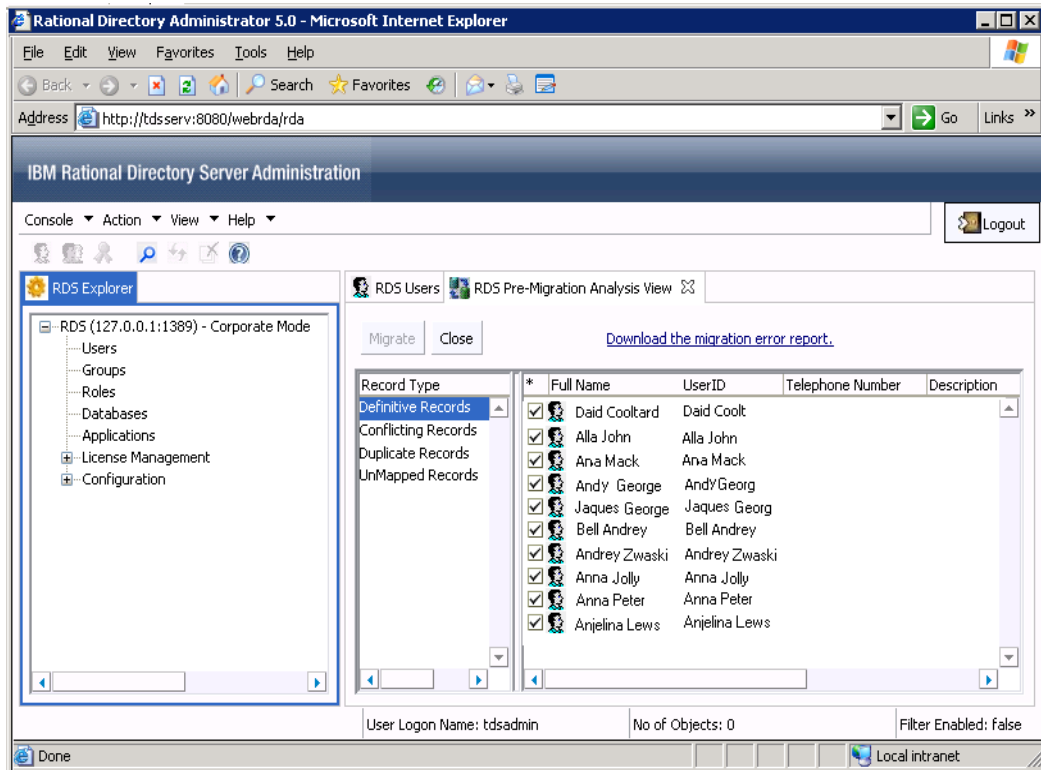 Rational Directory Administrator 5.0 - Microsoft Internet Explorer
File Edit View Favorites Tools Help
Back Search Favorites
Address http://tdsserv:8080/webrda/rda Go Links »
IBM Rational Directory Server Administration
Console Action View Help
Logout
RDS Explorer
RDS Users RDS Pre-Migration Analysis View
RDS (127.0.0.1:1389) - Corporate Mode
Users
Groups
Roles
Databases
Applications
License Management
Configuration
Migrate Close Download the migration error report.
Record Type
Definitive Records
Conflicting Records
Duplicate Records
UnMapped Records
* Full Name UserID Telephone Number Description
Daid Cooltard Daid Coolt
Alla John Alla John
Ana Mack Ana Mack
Andy George AndyGeorg
Jaques George Jaques Georg
Bell Andrey Bell Andrey
Andrey Zwaski Andrey Zwaski
Anna Jolly Anna Jolly
Anna Peter Anna Peter
Anjelina Lews Anjelina Lews
User Logon Name: tdsadmin No of Objects: 0 Filter Enabled: false
Done Local intranet